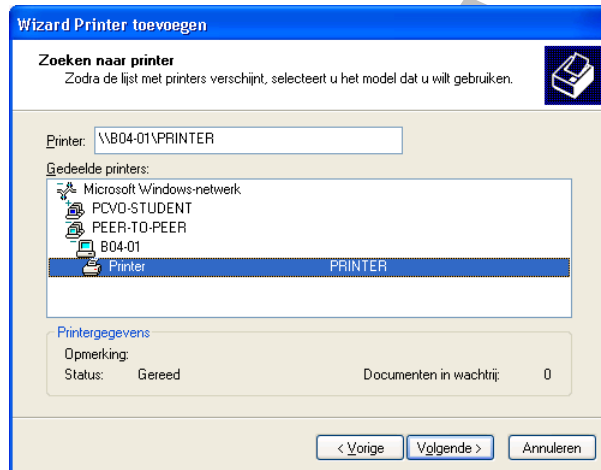 Wizard Printer toevoegen
Zoeken naar printer
Zodra de lijst met printers verschijnt, selecteert u het model dat u wilt gebruiken.
Printer: \\B04-01\PRINTER
Gedeelde printers:
Microsoft Windows-netwerk
PCVO-STUDENT
PEER-TO-PEER
B04-01
Printer PRINTER
Printergegevens
Opmerking:
Status: Gereed Documenten in wachtrij: 0
< Vorige Volgende > Annuleren